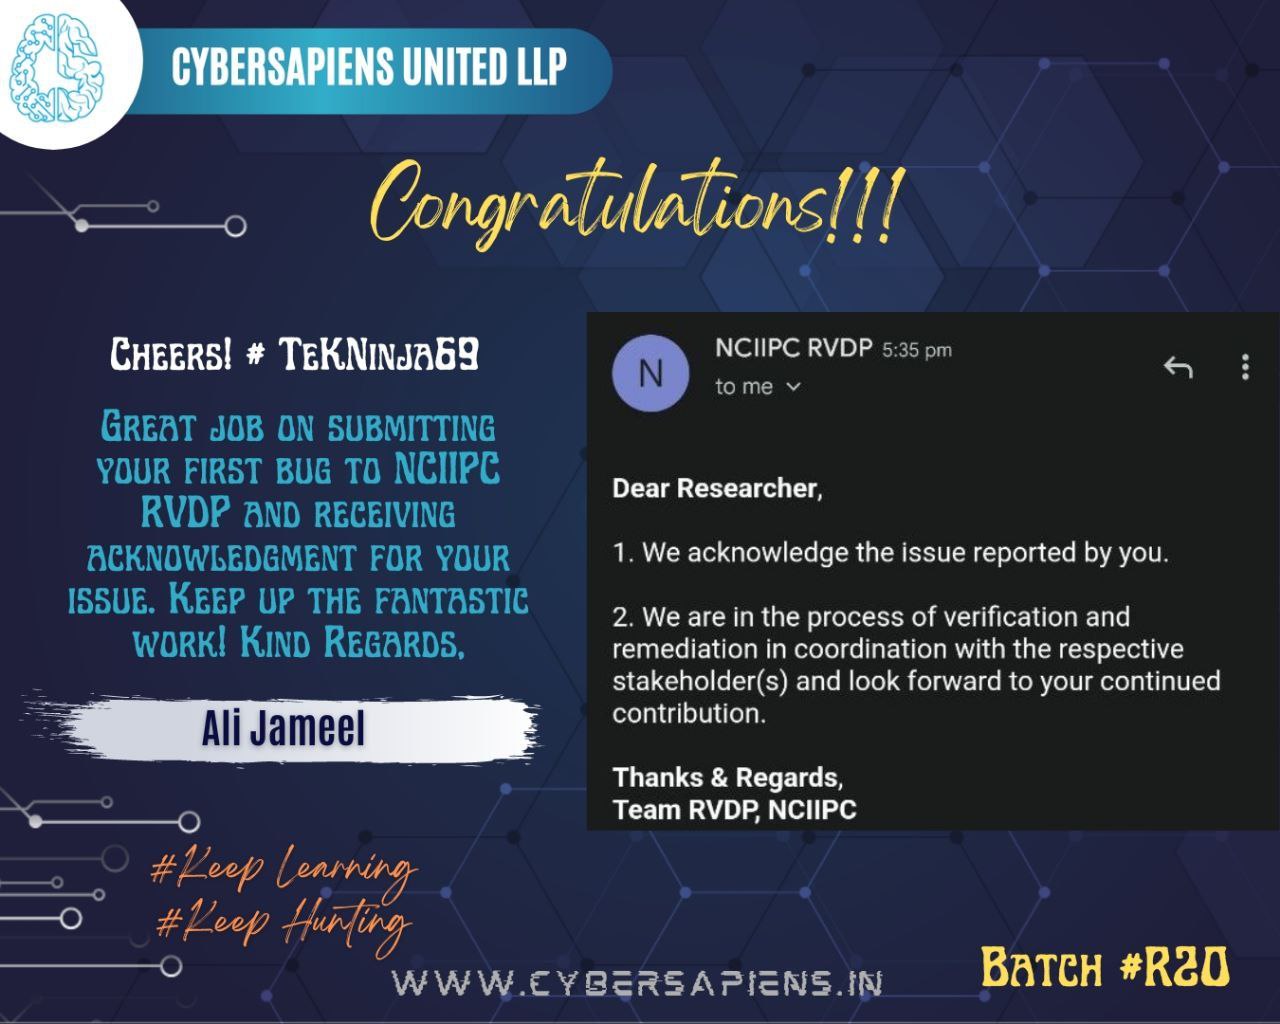 CYBERSAPIENS UNITED LLP
Congratulations!!!
Cheers! # TeKNinja69
Great job on submitting
your first bug to NCIIPC
RVDP and receiving
acknowledgment for your
issue. Keep up the fantastic
work! Kind Regards,
Ali Jameel
#Keep Learning
#Keep Hunting
N
NCIIPC RVDP 5:35 pm
to me
Dear Researcher,
1. We acknowledge the issue reported by you.
2. We are in the process of verification and
remediation in coordination with the respective
stakeholder(s) and look forward to your continued
contribution.
Thanks & Regards,
Team RVDP, NCIIPC
WWW.CYBERSAPIENS.IN
Batch #R20